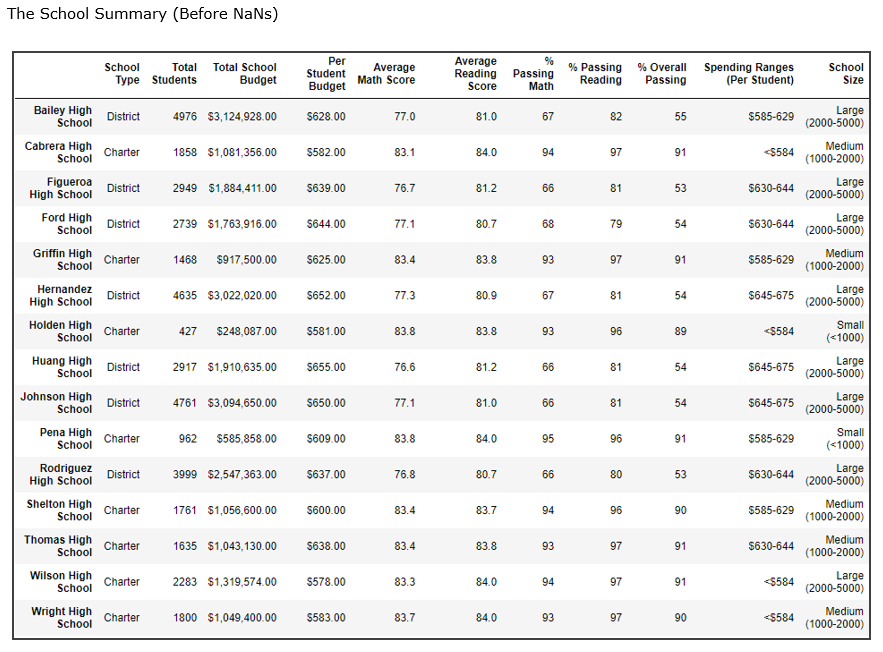 The School Summary (Before NaNs)
School Type Total Students Total School Budget Per Student Budget Average Math Score Average Reading Score % Passing Math % Passing Reading % Overall Passing Spending Ranges (Per Student) School Size
Bailey High School District 4976 $3,124,928.00 $628.00 77.0 81.0 67 82 55 $585-629 Large (2000-5000)
Cabrera High School Charter 1858 $1,081,356.00 $582.00 83.1 84.0 94 97 91 <$584 Medium (1000-2000)
Figueroa High School District 2949 $1,884,411.00 $639.00 76.7 81.2 66 81 53 $630-644 Large (2000-5000)
Ford High School District 2739 $1,763,916.00 $644.00 77.1 80.7 68 79 54 $630-644 Large (2000-5000)
Griffin High School Charter 1468 $917,500.00 $625.00 83.4 83.8 93 97 91 $585-629 Medium (1000-2000)
Hernandez High School District 4635 $3,022,020.00 $652.00 77.3 80.9 67 81 54 $645-675 Large (2000-5000)
Holden High School Charter 427 $248,087.00 $581.00 83.8 83.8 93 96 89 <$584 Small (<1000)
Huang High School District 2917 $1,910,635.00 $655.00 76.6 81.2 66 81 54 $645-675 Large (2000-5000)
Johnson High School District 4761 $3,094,650.00 $650.00 77.1 81.0 66 81 54 $645-675 Large (2000-5000)
Pena High School Charter 962 $585,858.00 $609.00 83.8 84.0 95 96 91 $585-629 Small (<1000)
Rodriguez High School District 3999 $2,547,363.00 $637.00 76.8 80.7 66 80 53 $630-644 Large (2000-5000)
Shelton High School Charter 1761 $1,056,600.00 $600.00 83.4 83.7 94 96 90 $585-629 Medium (1000-2000)
Thomas High School Charter 1635 $1,043,130.00 $638.00 83.4 83.8 93 97 91 $630-644 Medium (1000-2000)
Wilson High School Charter 2283 $1,319,574.00 $578.00 83.3 84.0 94 97 91 <$584 Large (2000-5000)
Wright High School Charter 1800 $1,049,400.00 $583.00 83.7 84.0 93 97 90 <$584 Medium (1000-2000)